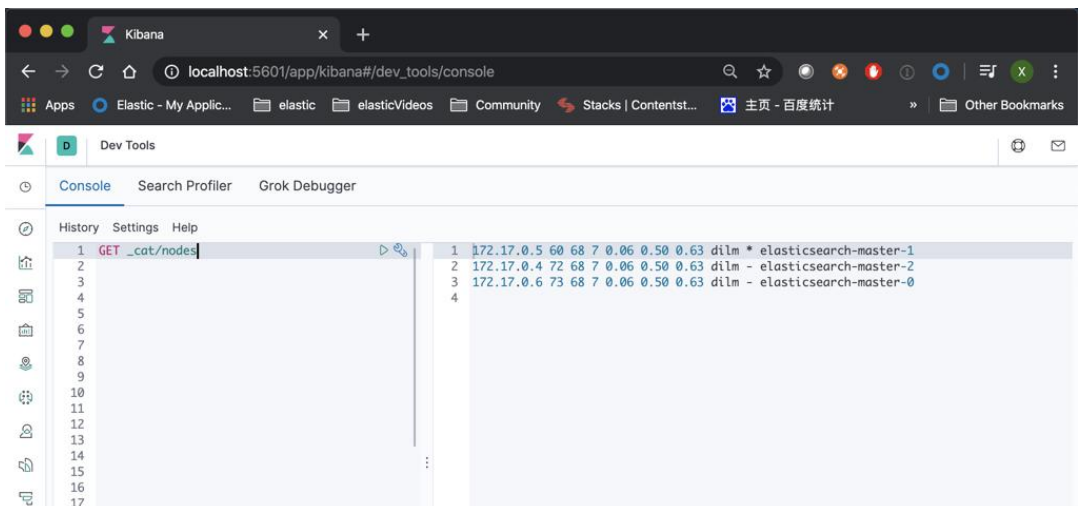 Kibana
localhost:5601/app/kibana#/dev_tools/console
X
Apps Elastic - My Applic... elastic elasticVideos Community Stacks | Contentst... 主页 - 百度统计 » Other Bookmarks
D Dev Tools
Console Search Profiler Grok Debugger
History Settings Help
1 GET _cat/nodes
2
3
4
5
6
7
8
9
10
11
12
13
14
15
16
17
1 172.17.0.5 60 68 7 0.06 0.50 0.63 dilm * elasticsearch-master-1
2 172.17.0.4 72 68 7 0.06 0.50 0.63 dilm - elasticsearch-master-2
3 172.17.0.6 73 68 7 0.06 0.50 0.63 dilm - elasticsearch-master-0
4